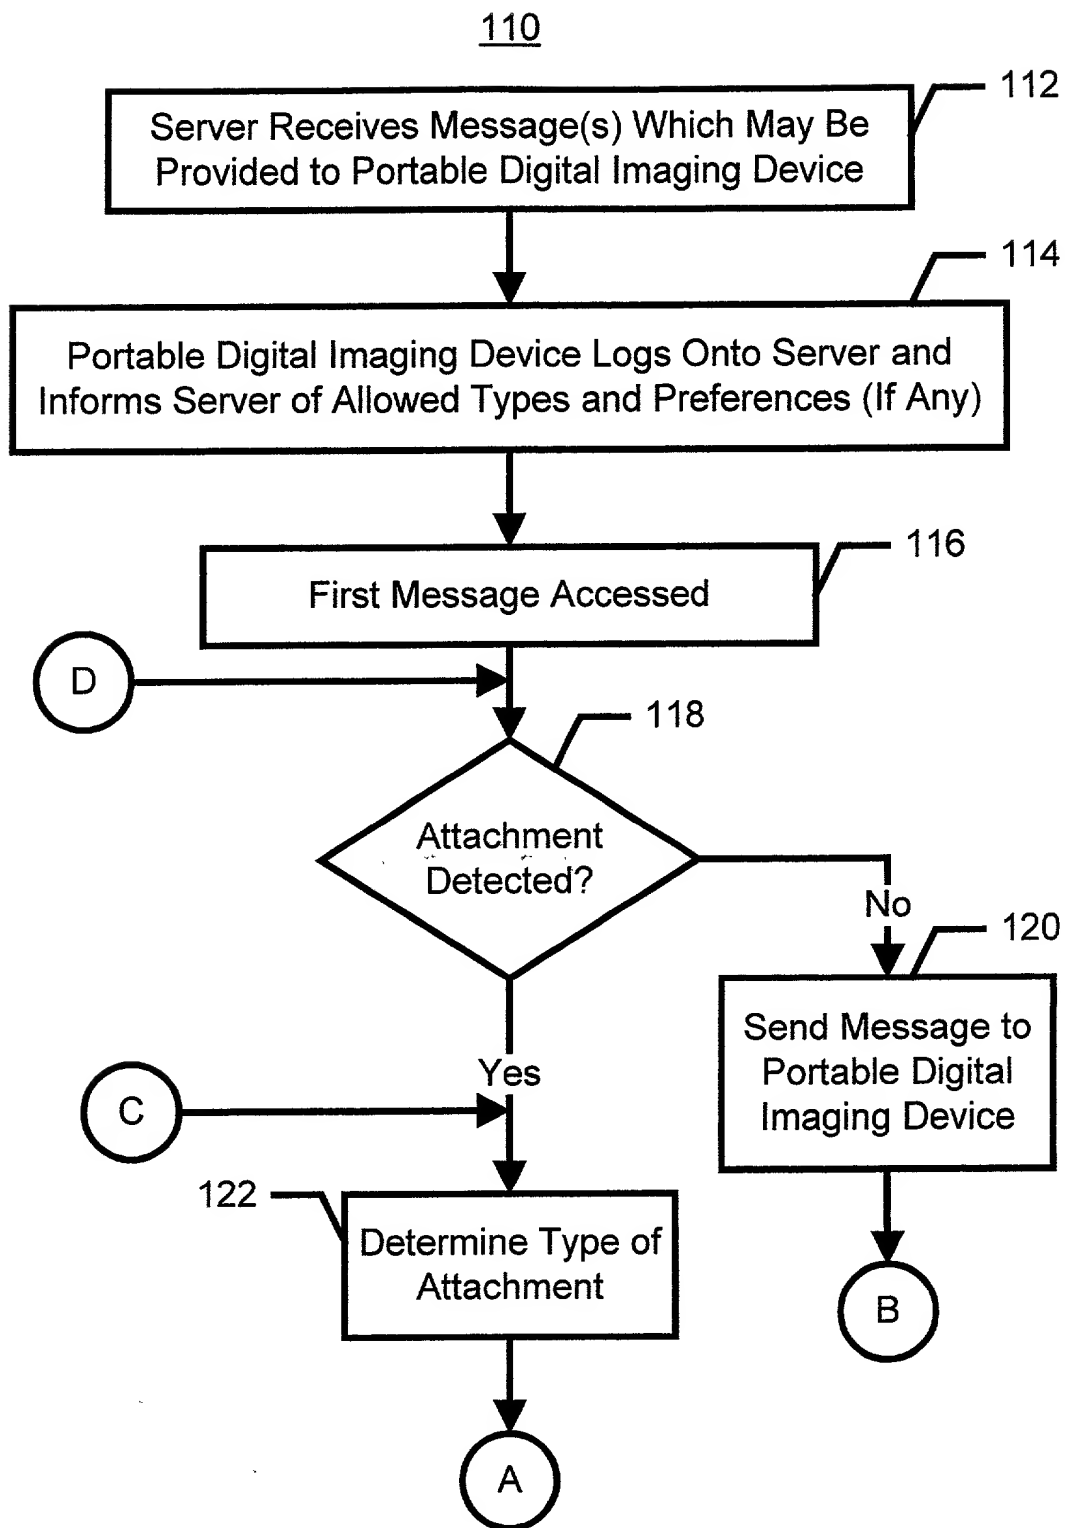 110
112
Server Receives Message(s) Which May Be
Provided to Portable Digital Imaging Device
114
Portable Digital Imaging Device Logs Onto Server and
Informs Server of Allowed Types and Preferences (If Any)
116
First Message Accessed
D
118
Attachment
Detected?
No
120
Send Message to
Portable Digital
Imaging Device
Yes
C
122
Determine Type of
Attachment
B
A